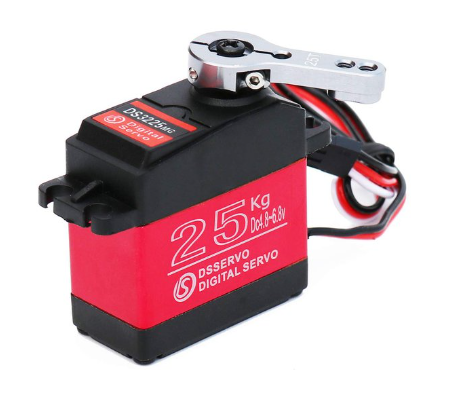 DS3225MG
Digital
Servo
25Kg
Dc4.8-6.8v
DSSERVO
DIGITAL SERVO